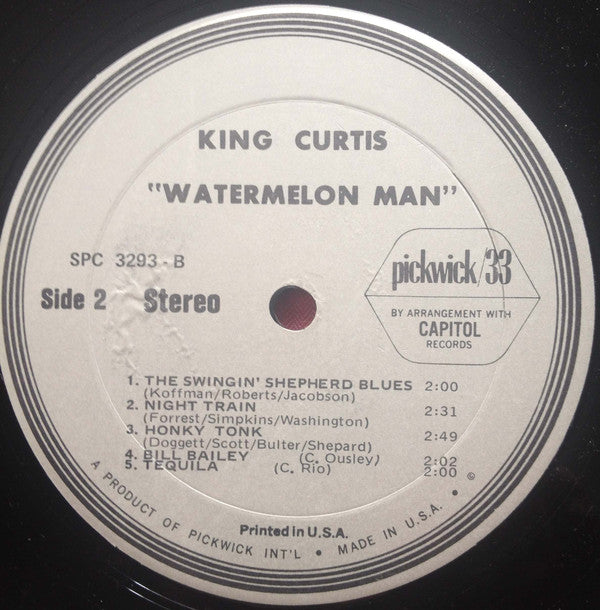 KING CURTIS
"WATERMELON MAN"
SPC 3293-B
Side 2 Stereo
pickwick/33
BY ARRANGEMENT WITH
CAPITOL
RECORDS
1. THE SWINGIN' SHEPHERD BLUES 2:00
(Koffman/Roberts/Jacobson)
2. NIGHT TRAIN 2:31
(Forrest/Simpkins/Washington)
3. HONKY TONK 2:49
(Doggett/Scott/Bulter/Shepard)
4. BILL BAILEY (C. Ousley) 2:02
5. TEQUILA (C. Rio) 2:00
Printed in U.S.A.
A PRODUCT OF PICKWICK INT'L • MADE IN U.S.A. • ©